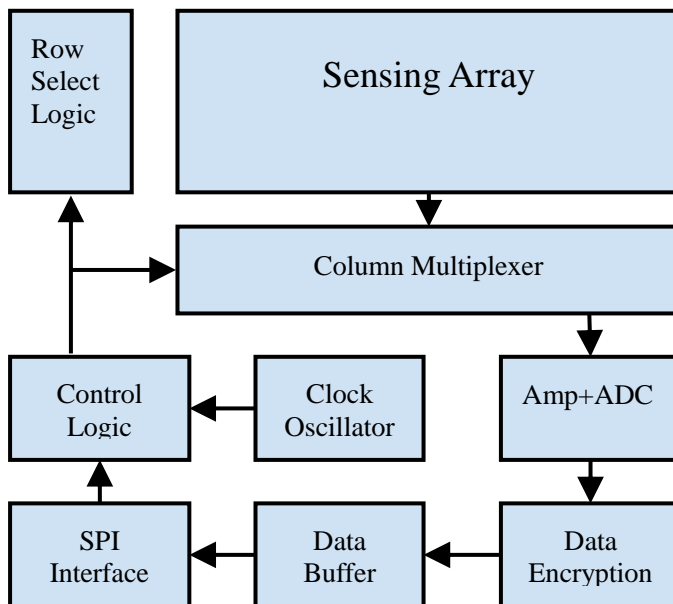 Row
Select
Logic
Sensing Array
Column Multiplexer
Control
Logic
Clock
Oscillator
Amp+ADC
SPI
Interface
Data
Buffer
Data
Encryption